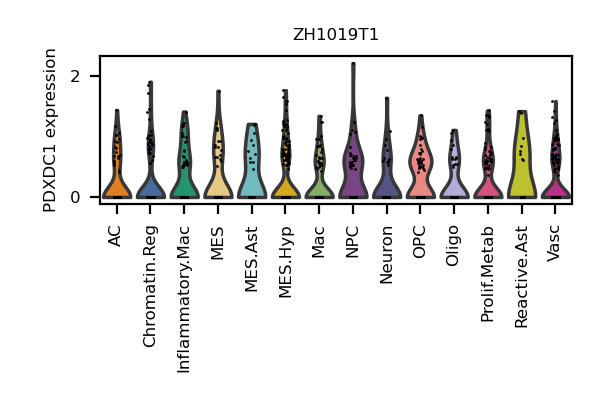 ZH1019T1
PDXDC1 expression
2
0
AC
Chromatin.Reg
Inflammatory.Mac
MES
MES.Ast
MES.Hyp
Mac
NPC
Neuron
OPC
Oligo
Prolif.Metab
Reactive.Ast
Vasc